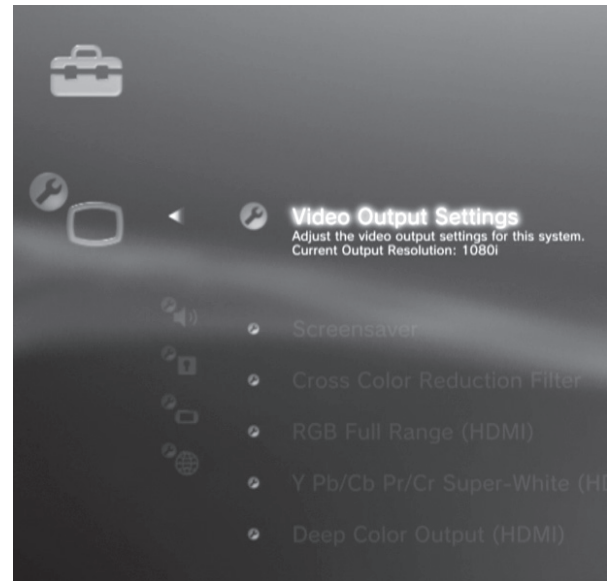 Video Output Settings
Adjust the video output settings for this system.
Current Output Resolution: 1080i
Screensaver
Cross Color Reduction Filter
RGB Full Range (HDMI)
Y Pb/Cb Pr/Cr Super-White (HD
Deep Color Output (HDMI)